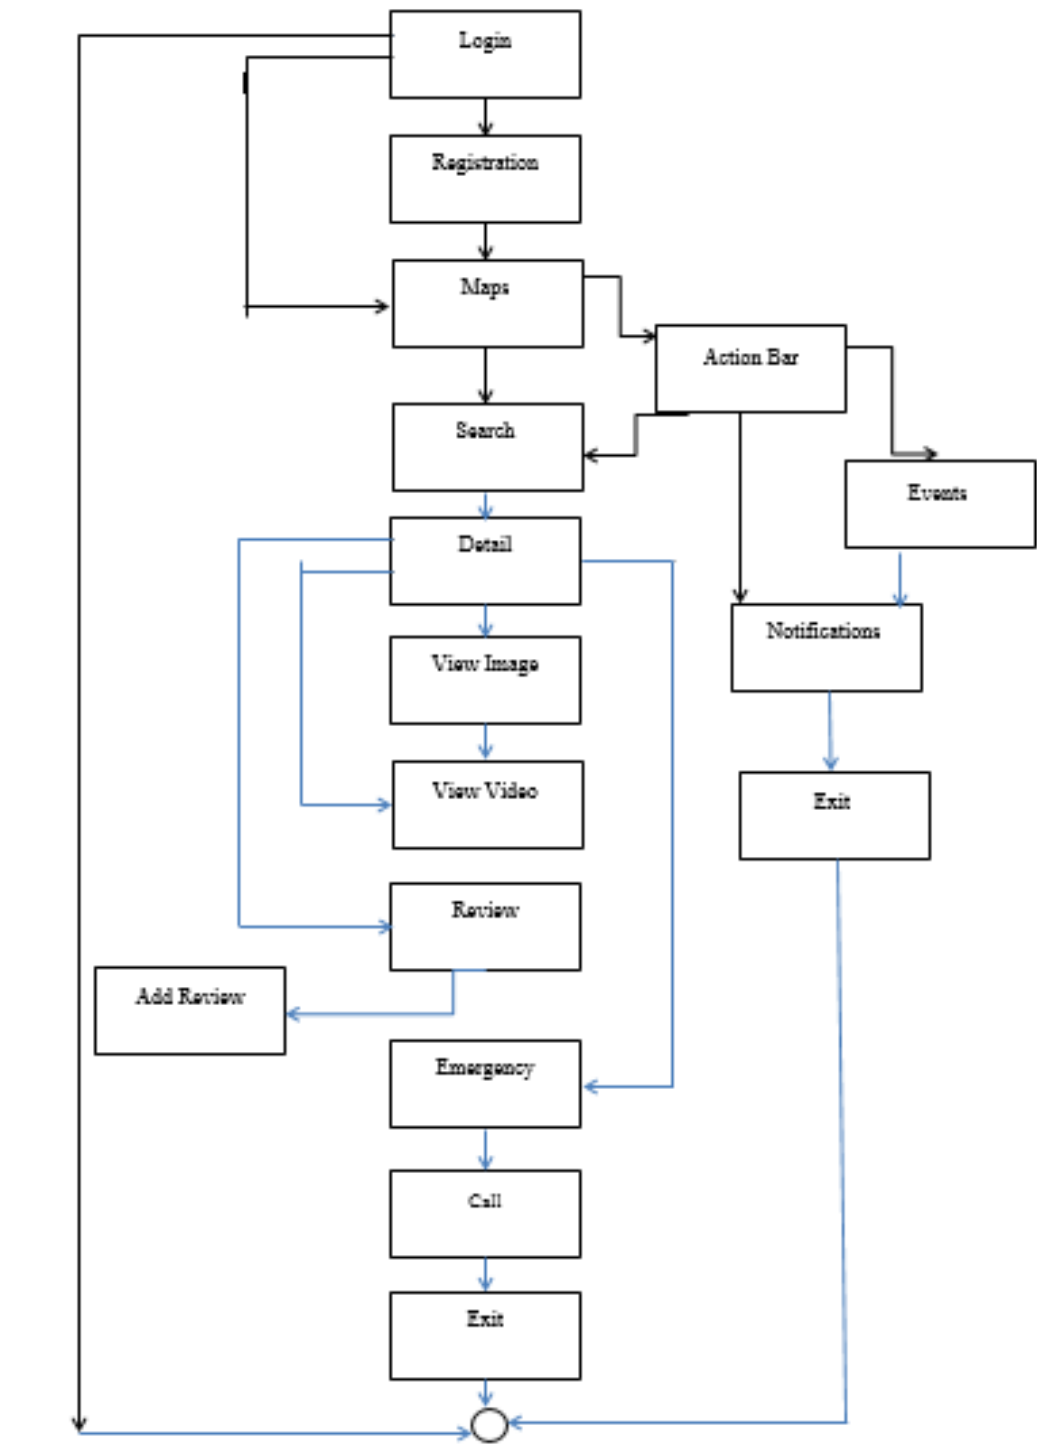 Login
Registration
Maps
Action Bar
Search
Events
Detail
Notifications
View Image
View Video
Exit
Review
Add Review
Emergency
Call
Exit